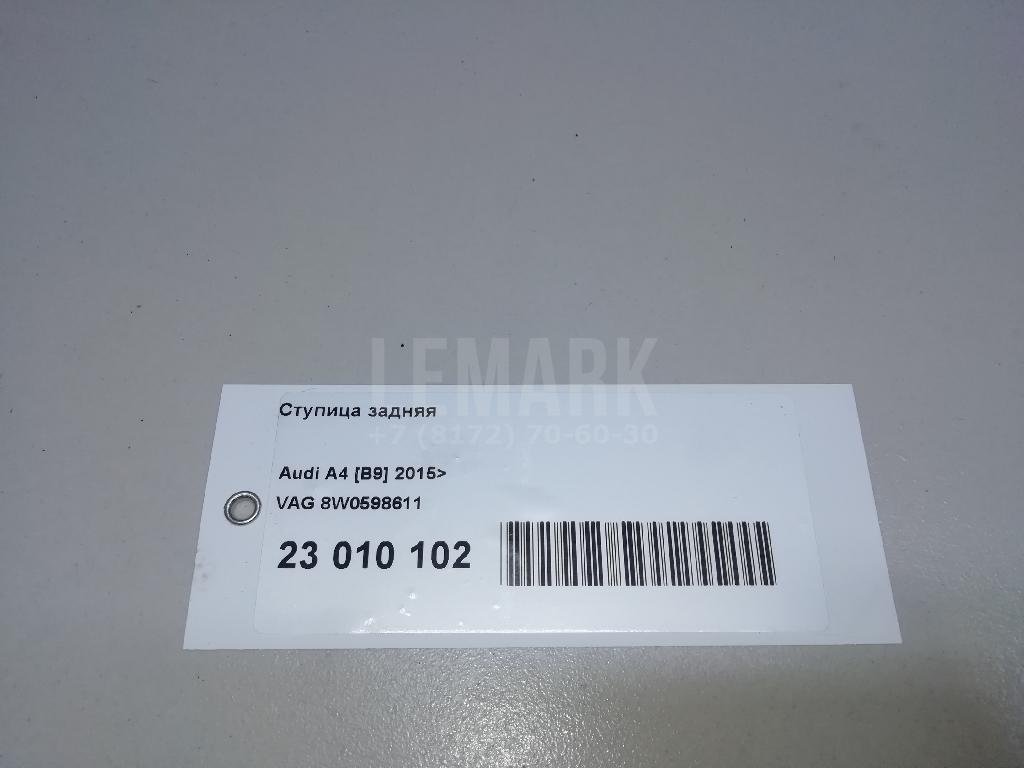 LEMARK
Ступица задняя
+7 (8172) 70-60-30
Audi A4 [B9] 2015>
VAG 8W0598611
23 010 102